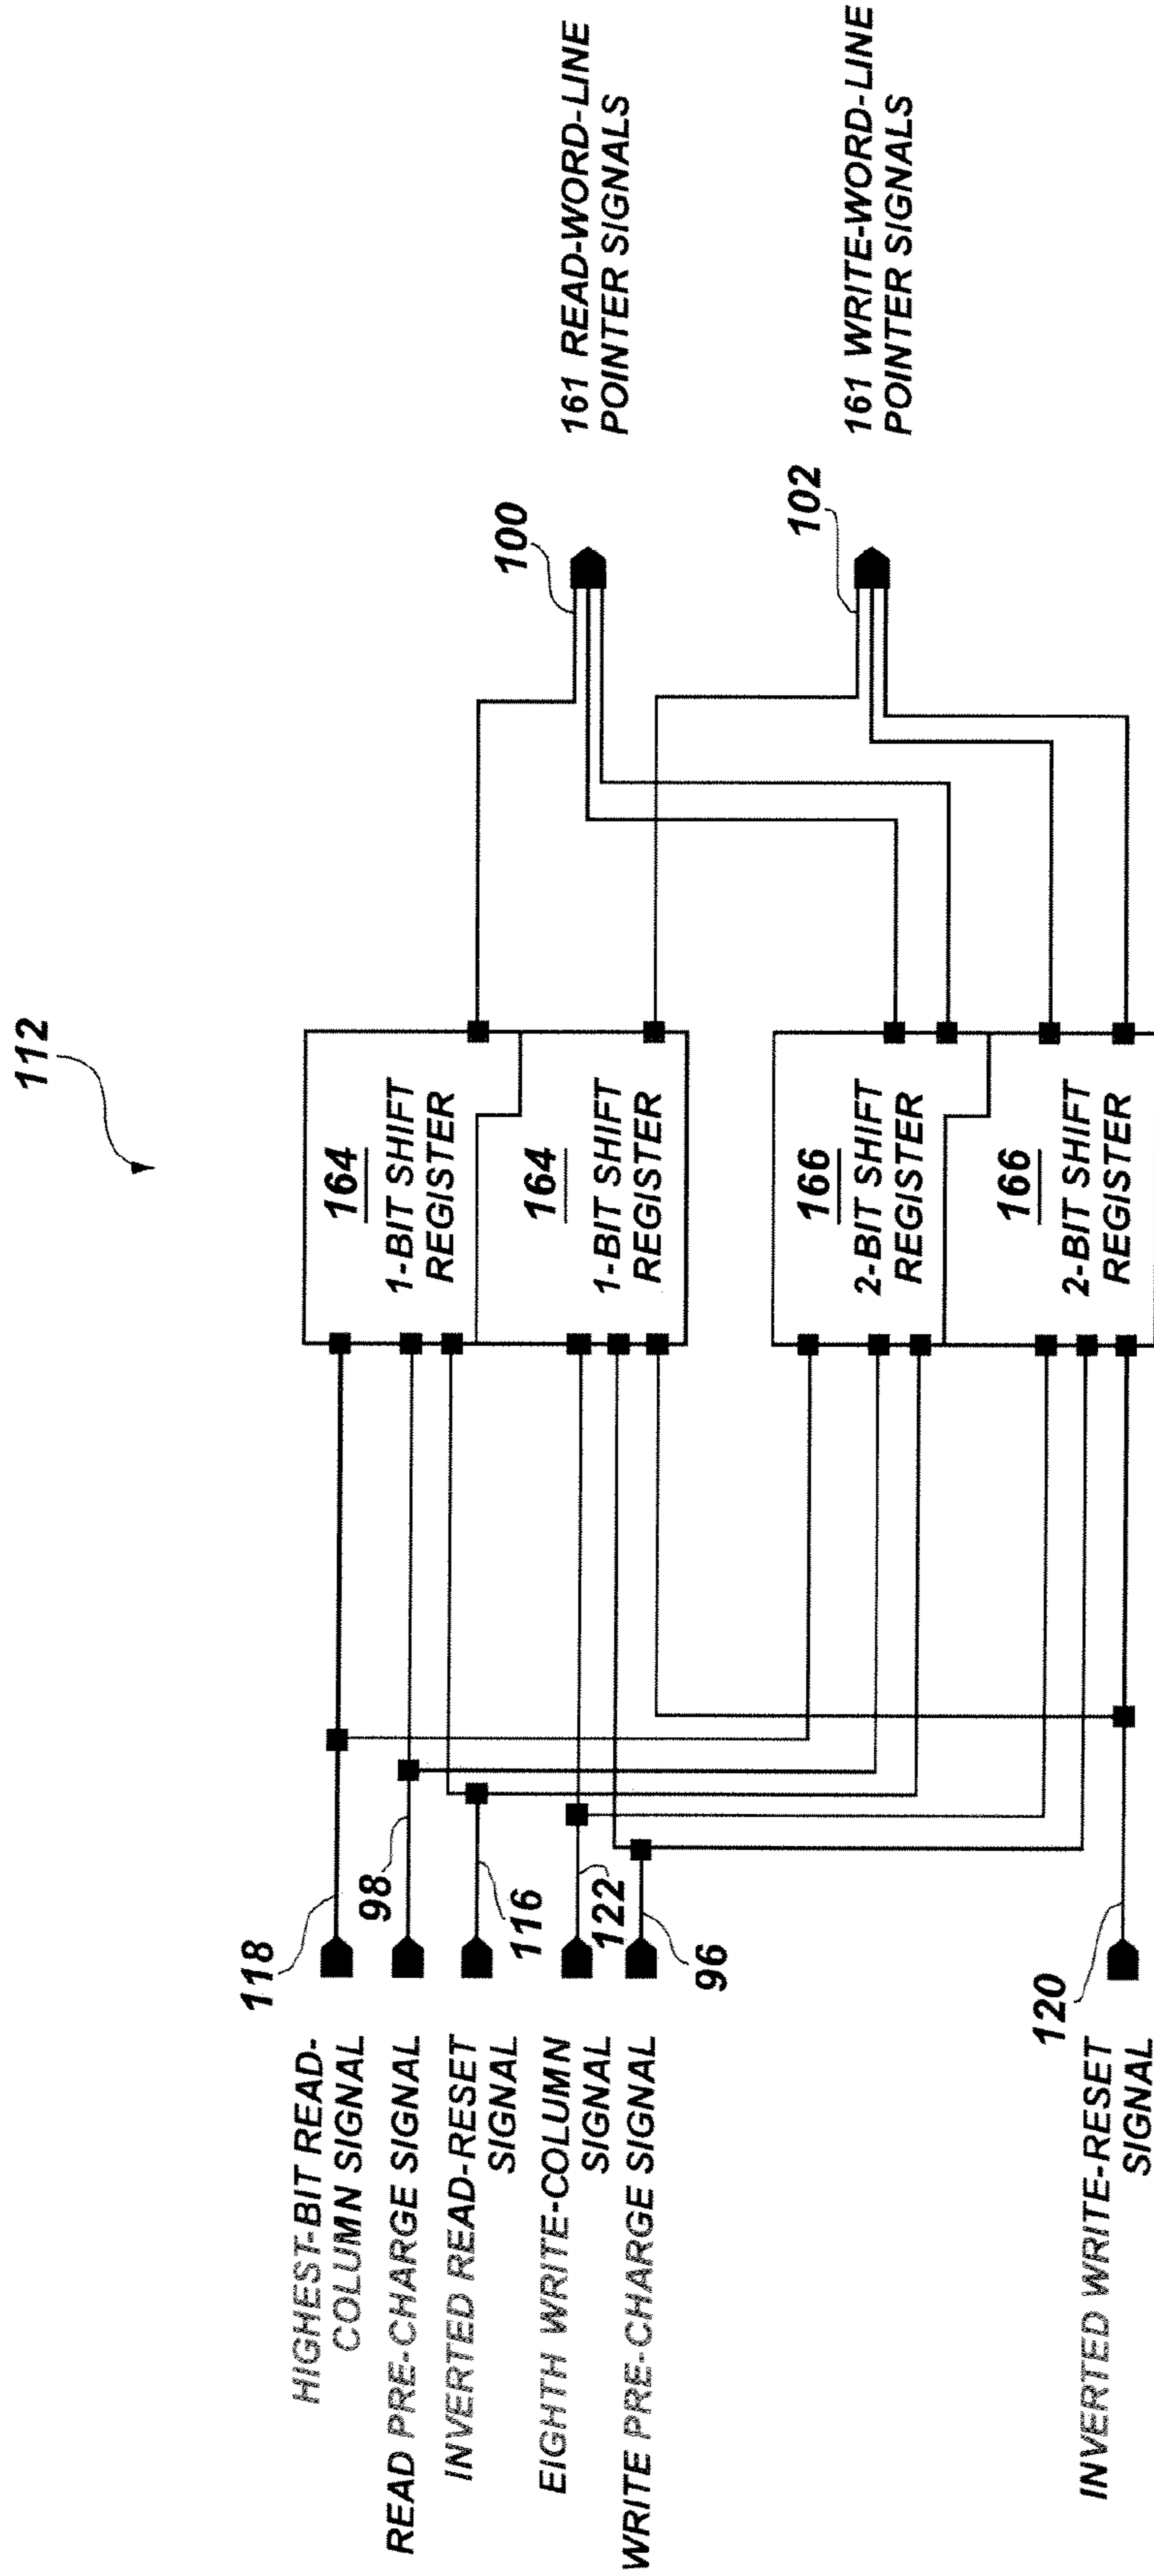 112
HIGHEST-BIT READ-
COLUMN SIGNAL
118
READ PRE-CHARGE SIGNAL
98
INVERTED READ-RESET
SIGNAL
116
EIGHTH WRITE-COLUMN
SIGNAL
122
WRITE PRE-CHARGE SIGNAL
96
INVERTED WRITE-RESET
SIGNAL
120
164
1-BIT SHIFT
REGISTER
164
1-BIT SHIFT
REGISTER
166
2-BIT SHIFT
REGISTER
166
2-BIT SHIFT
REGISTER
100
161 READ-WORD-LINE
POINTER SIGNALS
102
161 WRITE-WORD-LINE
POINTER SIGNALS